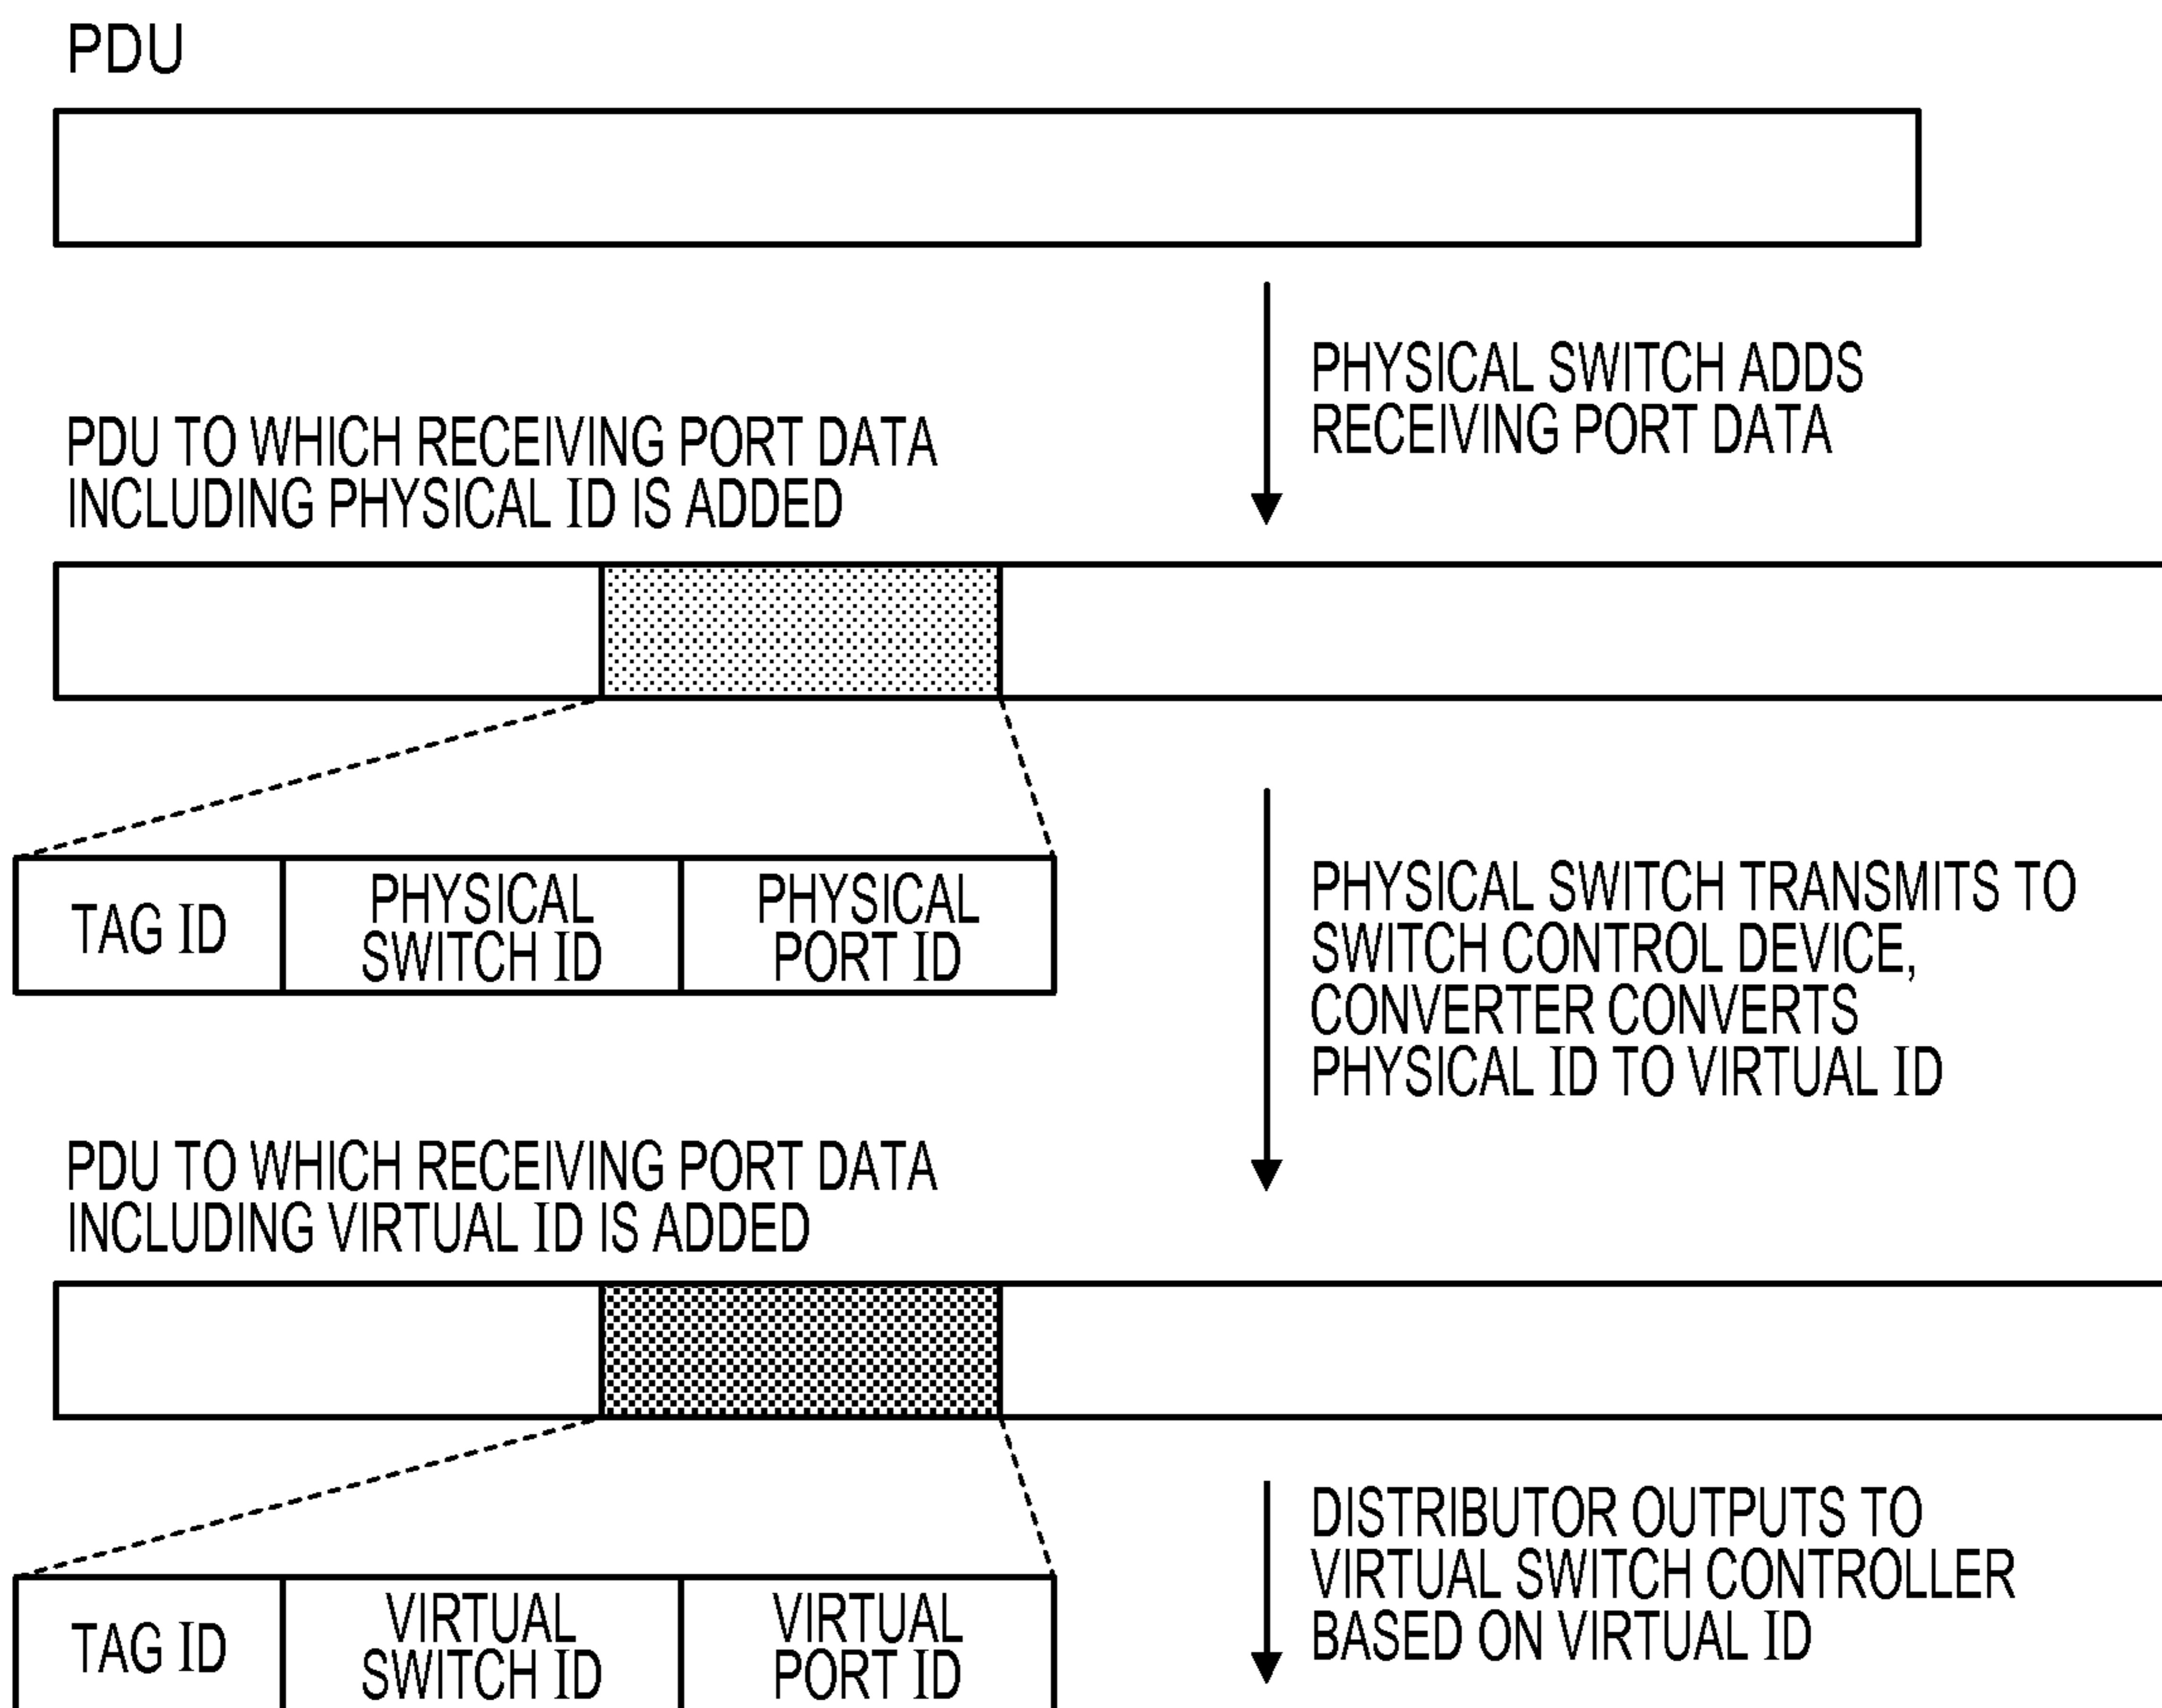 PDU
PHYSICAL SWITCH ADDS
RECEIVING PORT DATA
PDU TO WHICH RECEIVING PORT DATA
INCLUDING PHYSICAL ID IS ADDED
TAG ID
PHYSICAL
SWITCH ID
PHYSICAL
PORT ID
PHYSICAL SWITCH TRANSMITS TO
SWITCH CONTROL DEVICE,
CONVERTER CONVERTS
PHYSICAL ID TO VIRTUAL ID
PDU TO WHICH RECEIVING PORT DATA
INCLUDING VIRTUAL ID IS ADDED
TAG ID
VIRTUAL
SWITCH ID
VIRTUAL
PORT ID
DISTRIBUTOR OUTPUTS TO
VIRTUAL SWITCH CONTROLLER
BASED ON VIRTUAL ID